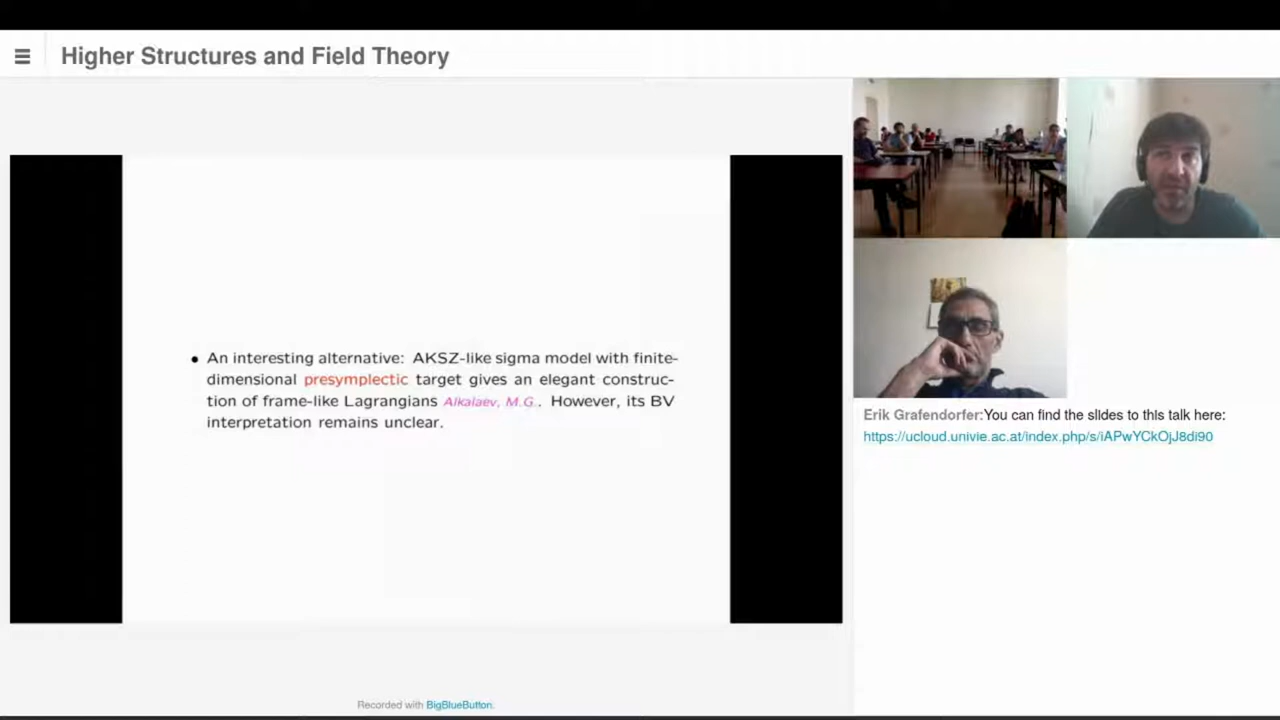 ☰ Higher Structures and Field Theory
• An interesting alternative: AKSZ-like sigma model with finite-
dimensional presymplectic target gives an elegant construc-
tion of frame-like Lagrangians Alkalaev, M.G.. However, its BV
interpretation remains unclear.
Erik Grafendorfer:You can find the slides to this talk here:
https://ucloud.univie.ac.at/index.php/s/iAPwYCkOjJ8di90
Recorded with BigBlueButton.